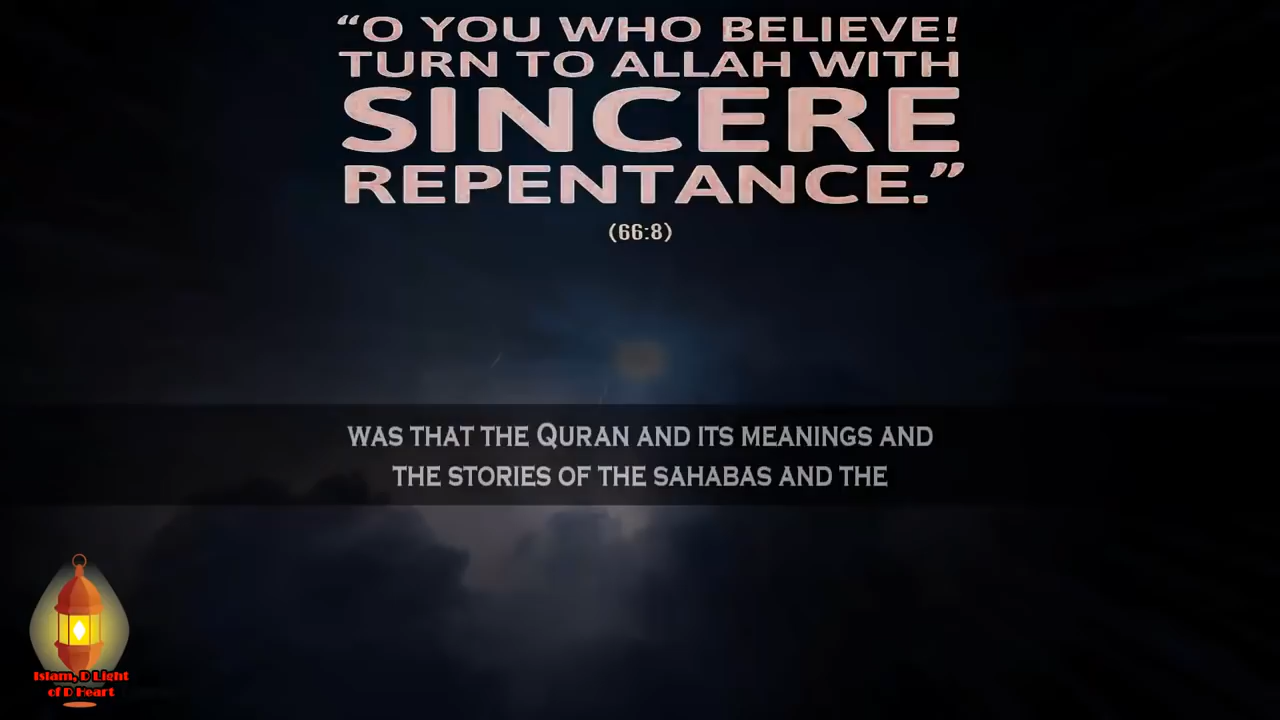 “O YOU WHO BELIEVE!
TURN TO ALLAH WITH
SINCERE
REPENTANCE.”
(66:8)
WAS THAT THE QURAN AND ITS MEANINGS AND
THE STORIES OF THE SAHABAS AND THE
Islam, D Light
of D Heart